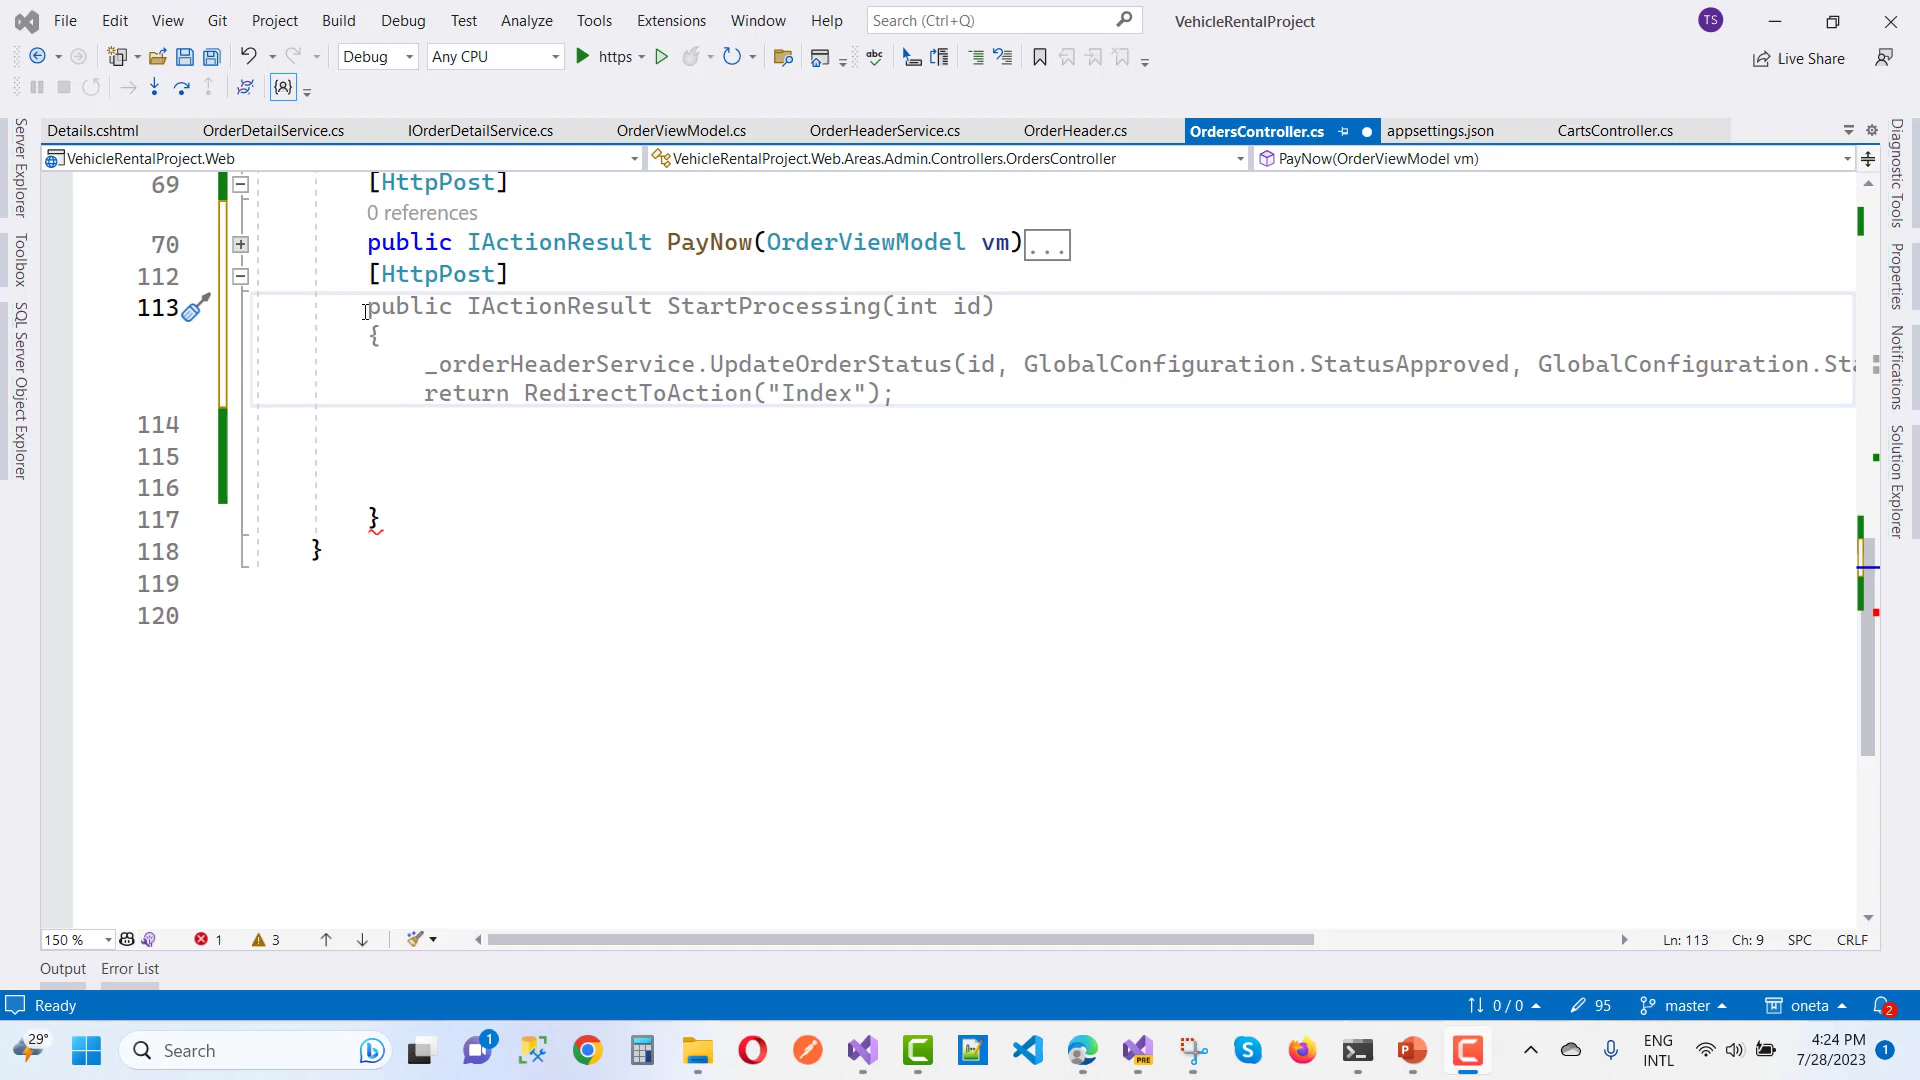 File Edit View Git Project Build Debug Test Analyze Tools Extensions Window Help Search (Ctrl+Q) VehicleRentalProject TS
Debug Any CPU https abc Live Share
Details.cshtml OrderDetailService.cs IOrderDetailService.cs OrderViewModel.cs OrderHeaderService.cs OrderHeader.cs OrdersController.cs appsettings.json CartsController.cs
VehicleRentalProject.Web VehicleRentalProject.Web.Areas.Admin.Controllers.OrdersController PayNow(OrderViewModel vm)
Server Explorer
Toolbox
SQL Server Object Explorer
69 [HttpPost]
0 references
70 public IActionResult PayNow(OrderViewModel vm)...
112 [HttpPost]
113 public IActionResult StartProcessing(int id)
{
_orderHeaderService.UpdateOrderStatus(id, GlobalConfiguration.StatusApproved, GlobalConfiguration.Sta
return RedirectToAction("Index");
114
115
116
117 }
118 }
119
120
Diagnostic Tools
Properties
Notifications
Solution Explorer
150 % 1 3 Ln: 113 Ch: 9 SPC CRLF
Output Error List
Ready 0 / 0 95 master oneta 2
29° Search 1 PRE ENG INTL 4:24 PM 7/28/2023 1